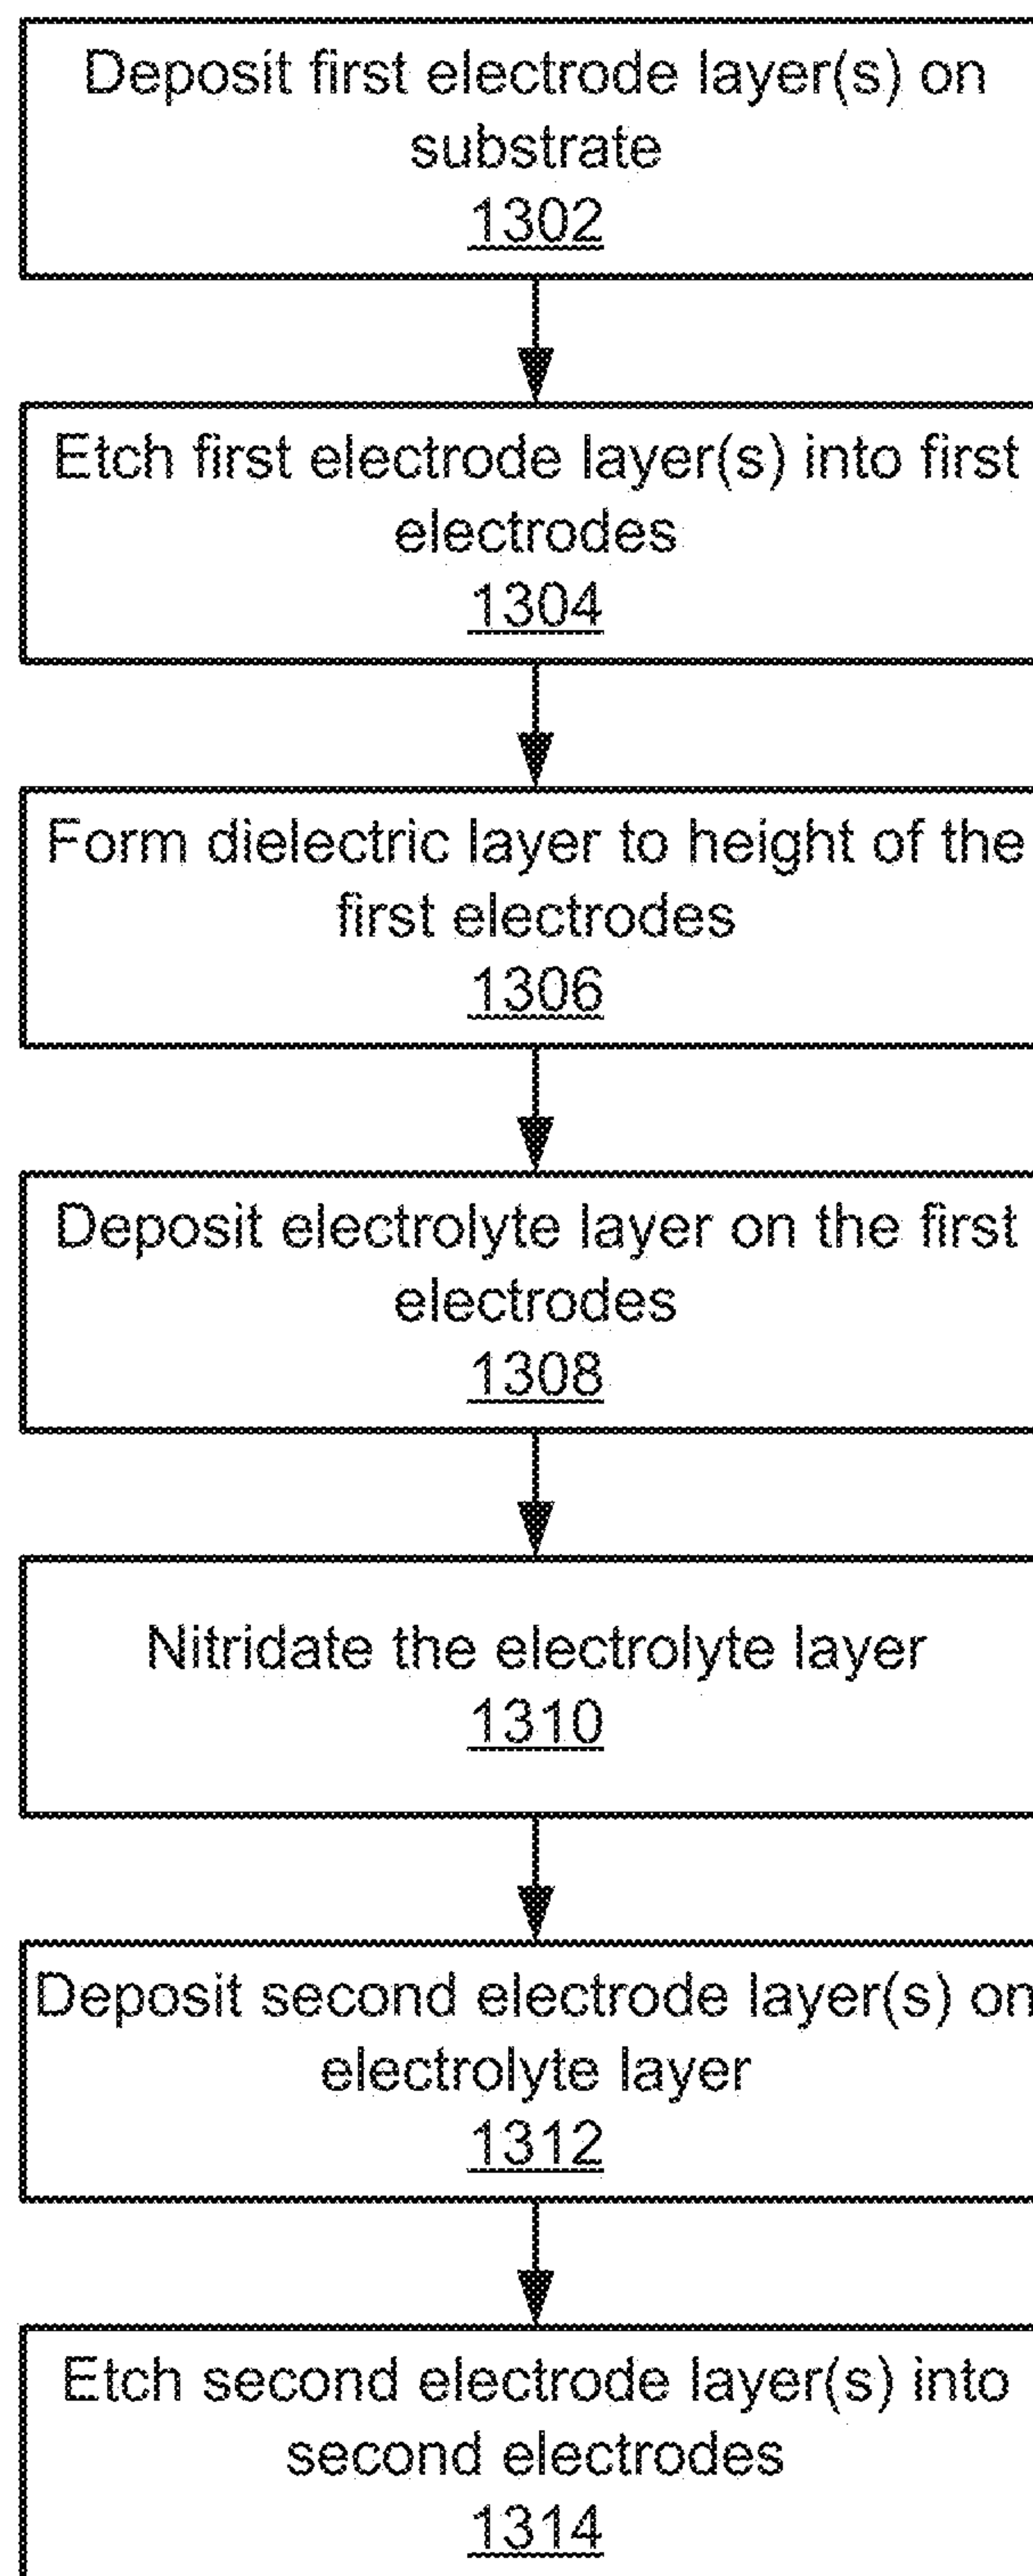 Deposit first electrode layer(s) on
substrate
1302
Etch first electrode layer(s) into first
electrodes
1304
Form dielectric layer to height of the
first electrodes
1306
Deposit electrolyte layer on the first
electrodes
1308
Nitridate the electrolyte layer
1310
Deposit second electrode layer(s) on
electrolyte layer
1312
Etch second electrode layer(s) into
second electrodes
1314